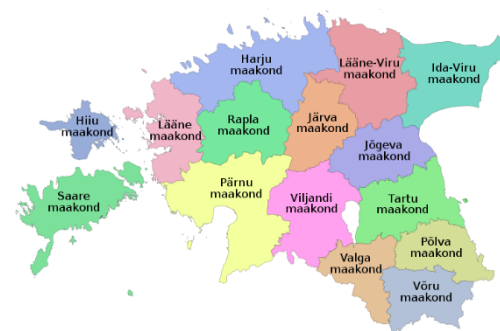 Harju
maakond
Lääne-Viru
maakond
Ida-Viru
maakond
Hiiu
maakond
Lääne
maakond
Rapla
maakond
Järva
maakond
Jõgeva
maakond
Saare
maakond
Pärnu
maakond
Viljandi
maakond
Tartu
maakond
Valga
maakond
Põlva
maakond
Võru
maakond